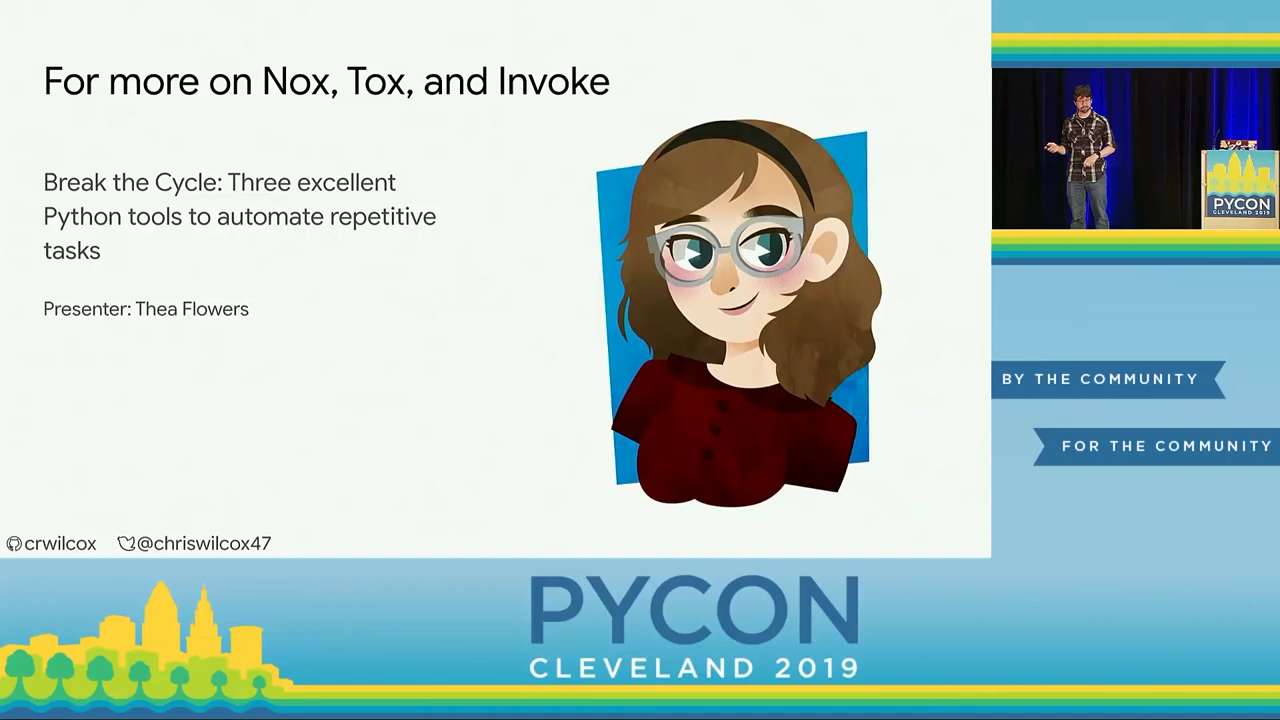 For more on Nox, Tox, and Invoke
Break the Cycle: Three excellent
Python tools to automate repetitive
tasks
Presenter: Thea Flowers
crwilcox @chriswilcox47
PYCON
CLEVELAND 2019
BY THE COMMUNITY
FOR THE COMMUNITY
PYCON
CLEVELAND 2019